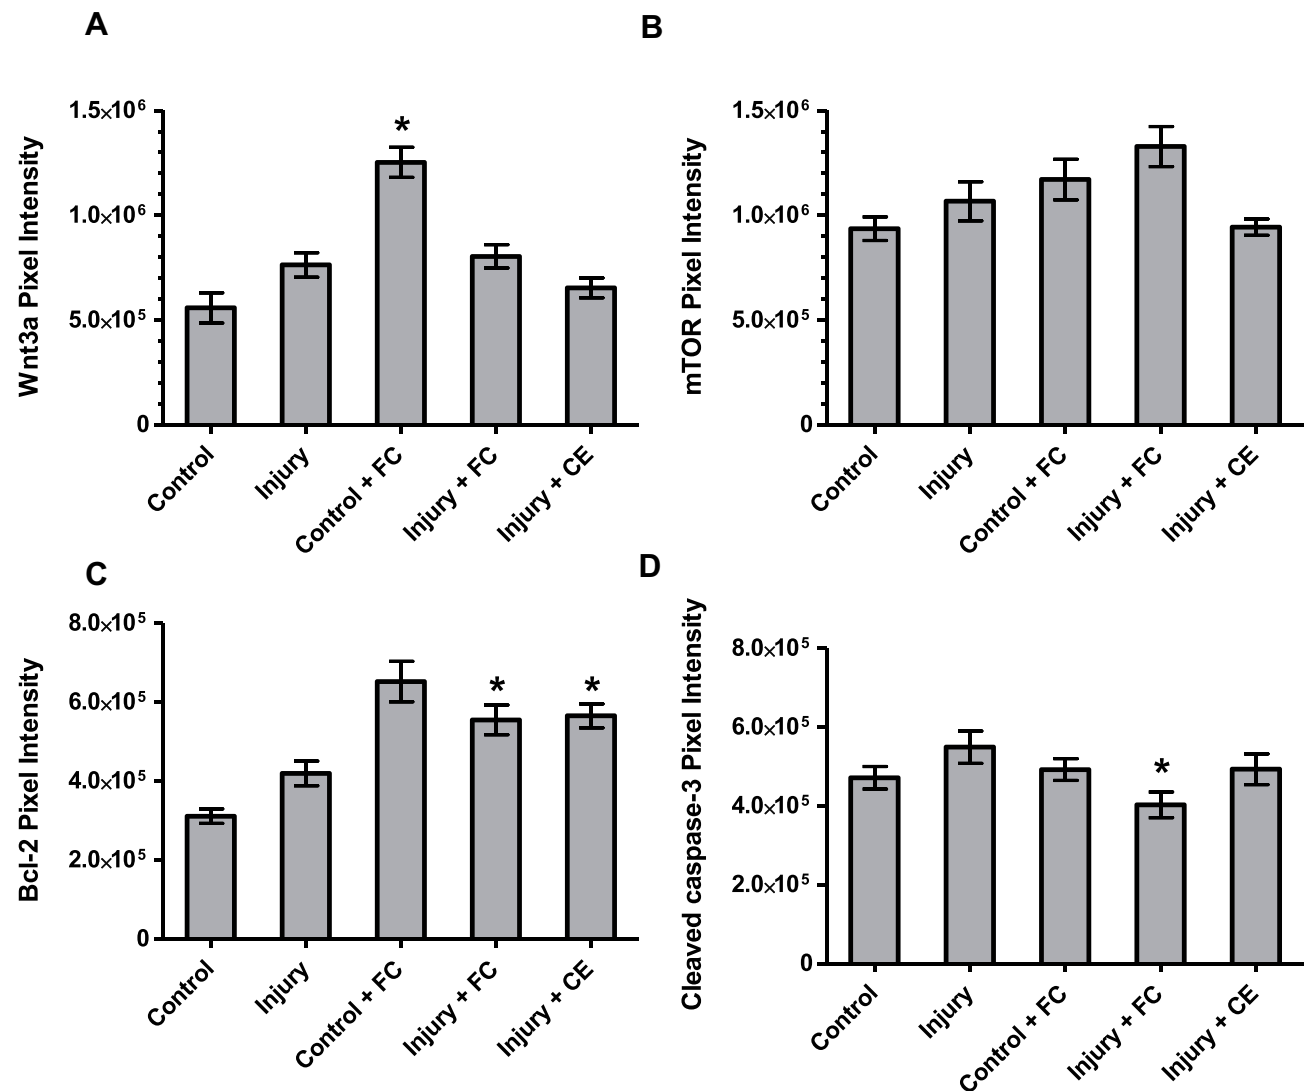 A
Wnt3a Pixel Intensity
1.5×10⁶
1.0×10⁶
5.0×10⁵
0
*
Control
Injury
Control + FC
Injury + FC
Injury + CE
B
mTOR Pixel Intensity
1.5×10⁶
1.0×10⁶
5.0×10⁵
0
Control
Injury
Control + FC
Injury + FC
Injury + CE
C
Bcl-2 Pixel Intensity
8.0×10⁵
6.0×10⁵
4.0×10⁵
2.0×10⁵
0
* *
Control
Injury
Control + FC
Injury + FC
Injury + CE
D
Cleaved caspase-3 Pixel Intensity
8.0×10⁵
6.0×10⁵
4.0×10⁵
2.0×10⁵
0
*
Control
Injury
Control + FC
Injury + FC
Injury + CE